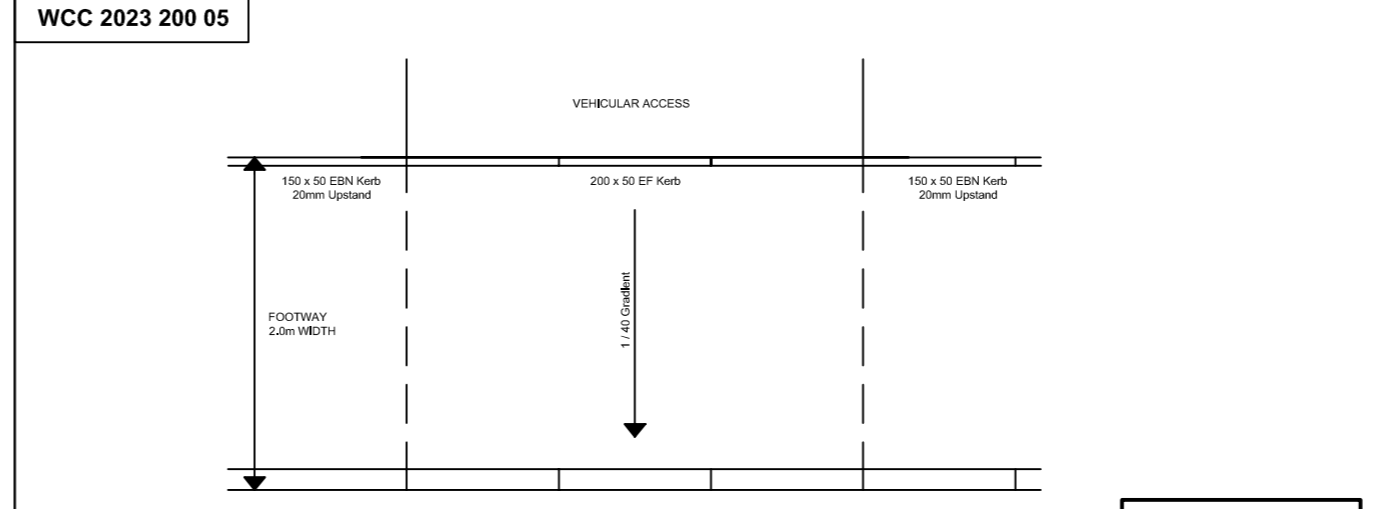 WCC 2023 200 05
VEHICULAR ACCESS
150 x 50 EBN Kerb
20mm Upstand
200 x 50 EF Kerb
150 x 50 EBN Kerb
20mm Upstand
1 / 40 Gradient
FOOTWAY
2.0m WIDTH